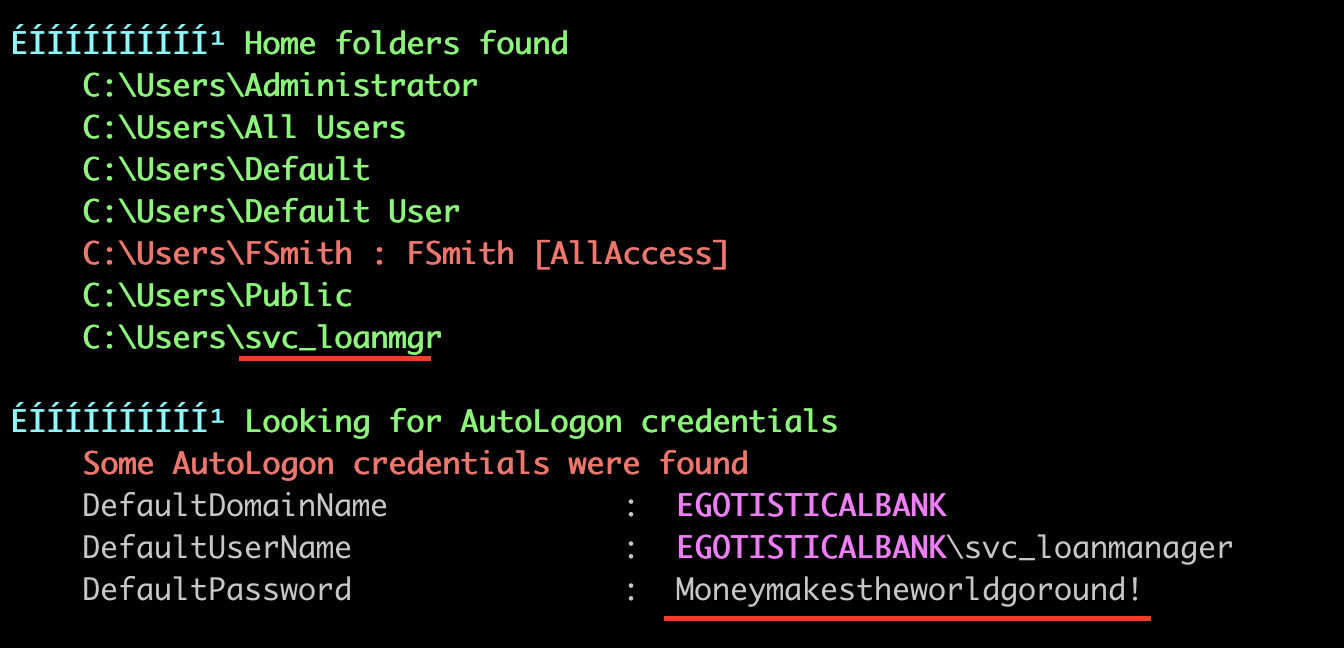 ÉÍÍÍÍÍÍÍÍÍÍ¹ Home folders found
C:\Users\Administrator
C:\Users\All Users
C:\Users\Default
C:\Users\Default User
C:\Users\FSmith : FSmith [AllAccess]
C:\Users\Public
C:\Users\svc_loanmgr
ÉÍÍÍÍÍÍÍÍÍÍ¹ Looking for AutoLogon credentials
Some AutoLogon credentials were found
DefaultDomainName : EGOTISTICALBANK
DefaultUserName : EGOTISTICALBANK\svc_loanmanager
DefaultPassword : Moneymakestheworldgoround!